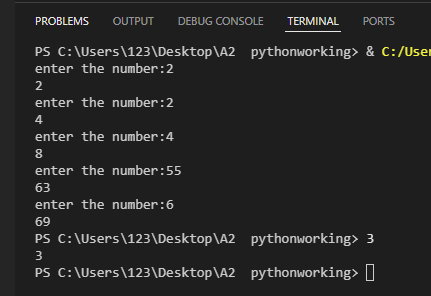 PROBLEMS OUTPUT DEBUG CONSOLE TERMINAL PORTS
PS C:\Users\123\Desktop\A2  pythonworking> & C:/User
enter the number:2
2
enter the number:2
4
enter the number:4
8
enter the number:55
63
enter the number:6
69
PS C:\Users\123\Desktop\A2  pythonworking> 3
3
PS C:\Users\123\Desktop\A2  pythonworking>